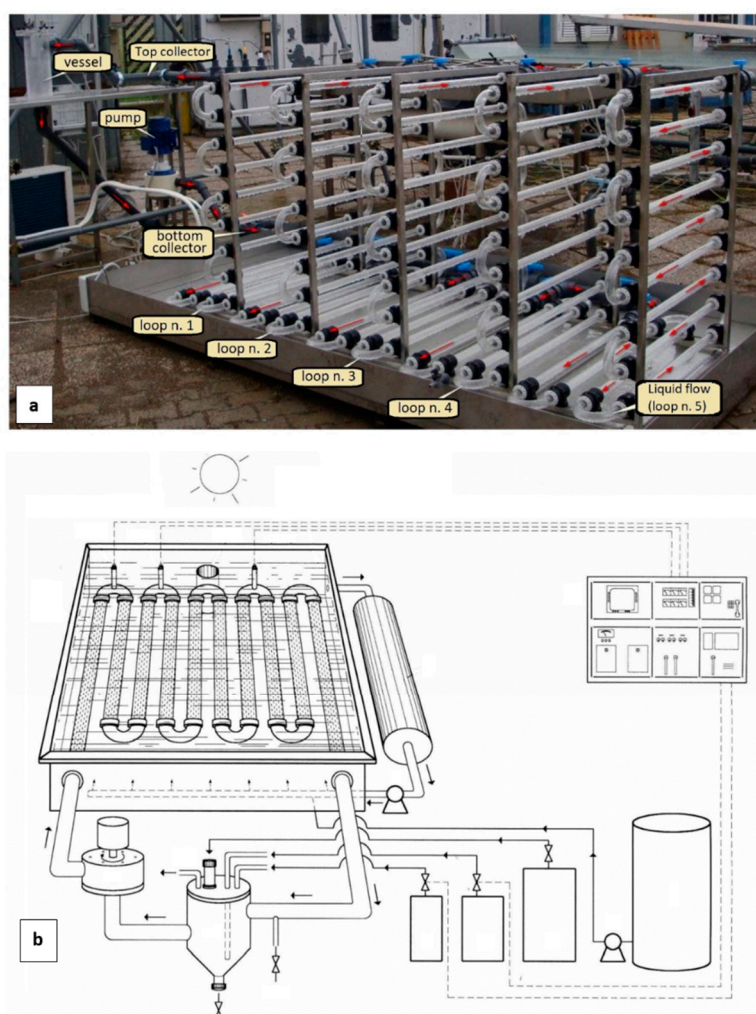 Top collector
vessel
pump
bottom
collector
loop n. 1
loop n. 2
loop n. 3
loop n. 4
Liquid flow
(loop n. 5)
a
b